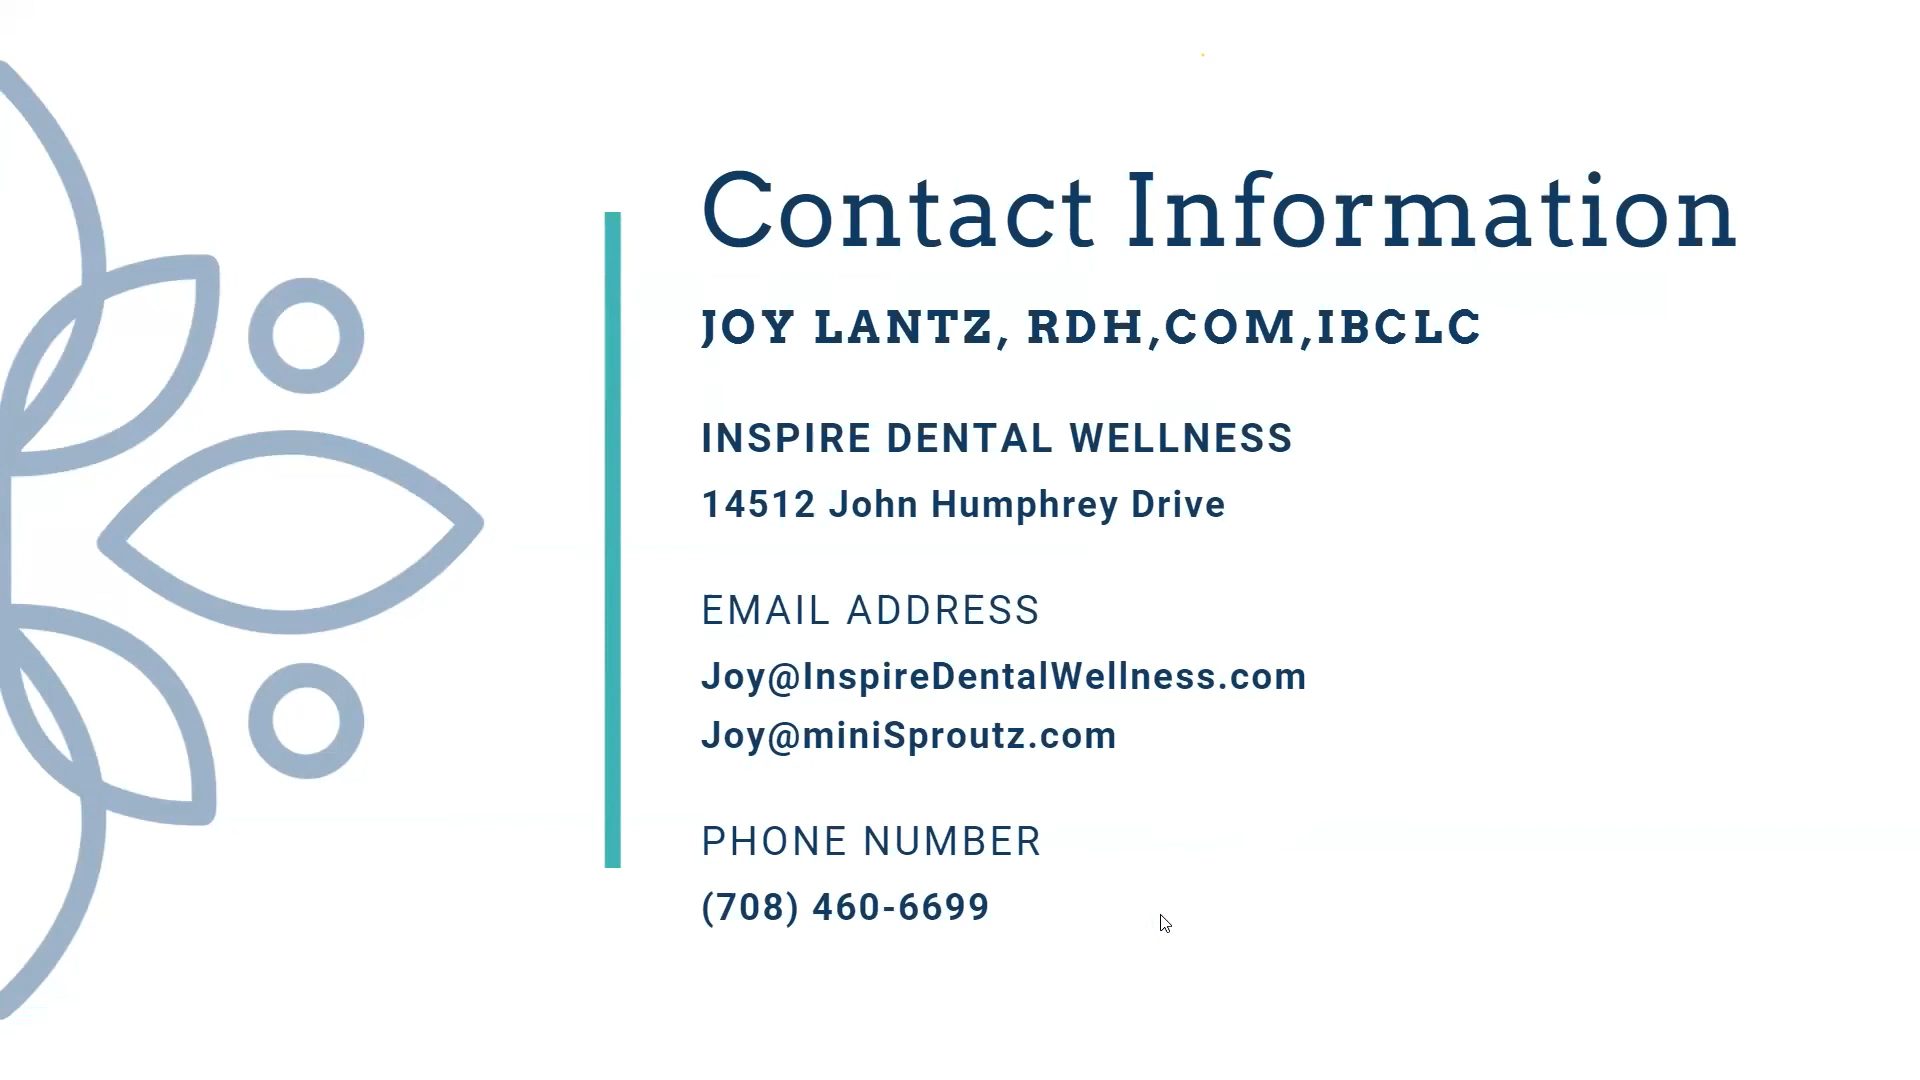 Contact Information
JOY LANTZ, RDH,COM,IBCLC
INSPIRE DENTAL WELLNESS
14512 John Humphrey Drive
EMAIL ADDRESS
Joy@InspireDentalWellness.com
Joy@miniSproutz.com
PHONE NUMBER
(708) 460-6699